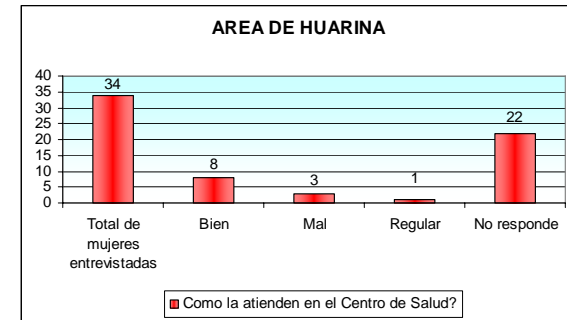 AREA DE HUARINA
40
35
30
25
20
15
10
5
0
34
8
3
1
22
Total de
mujeres
entrevistadas
Bien
Mal
Regular
No responde
Como la atienden en el Centro de Salud?